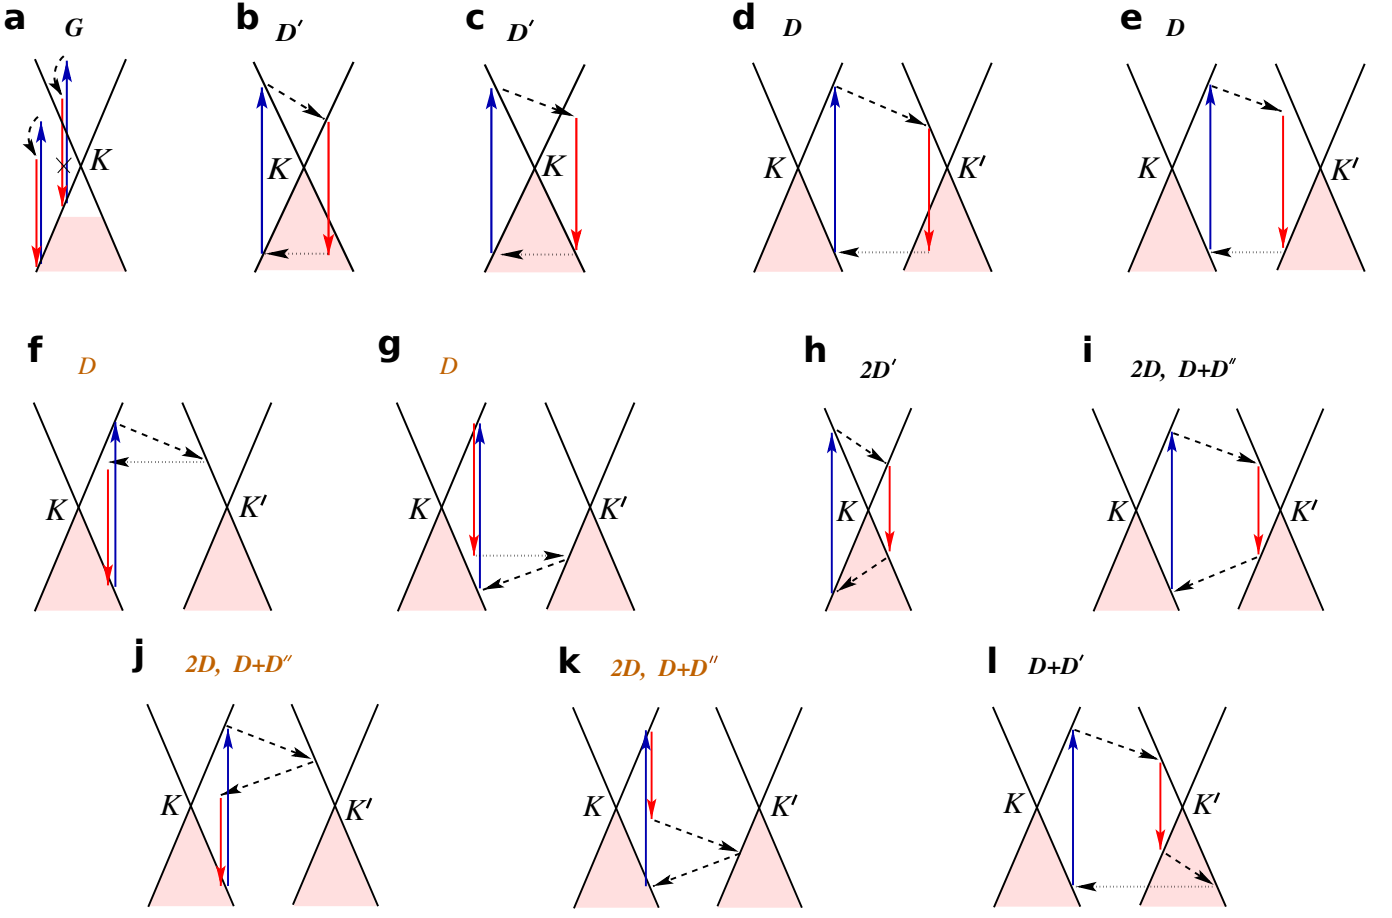 a G
b D′
c D′
d D
e D
K
K
K
K K′
K K′
f D
g D
h 2D′
i 2D, D+D″
K K′
K K′
K
K K′
j 2D, D+D″
k 2D, D+D″
l D+D′
K K′
K K′
K K′